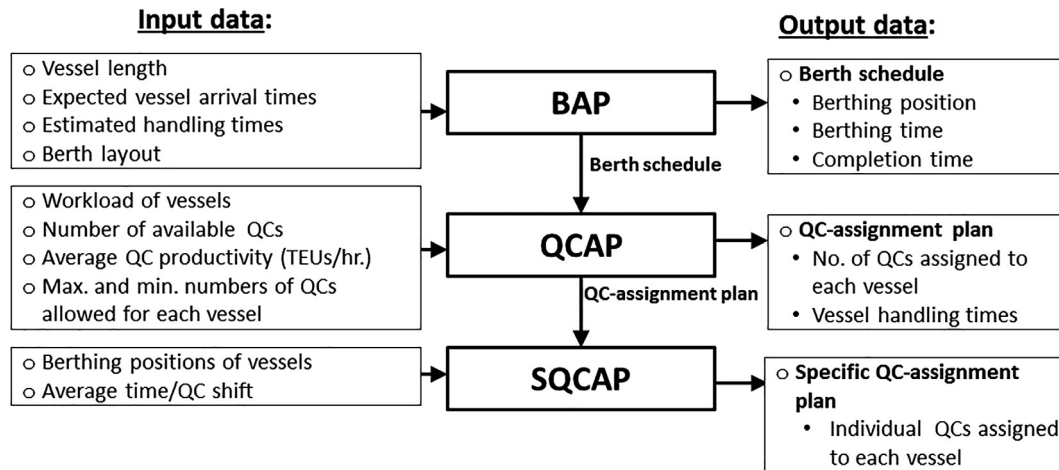 Input data:
Output data:
o Vessel length
o Expected vessel arrival times
o Estimated handling times
o Berth layout
BAP
o Berth schedule
• Berthing position
• Berthing time
• Completion time
Berth schedule
o Workload of vessels
o Number of available QCs
o Average QC productivity (TEUs/hr.)
o Max. and min. numbers of QCs
allowed for each vessel
QCAP
o QC-assignment plan
• No. of QCs assigned to
each vessel
• Vessel handling times
QC-assignment plan
o Berthing positions of vessels
o Average time/QC shift
SQCAP
o Specific QC-assignment
plan
• Individual QCs assigned
to each vessel